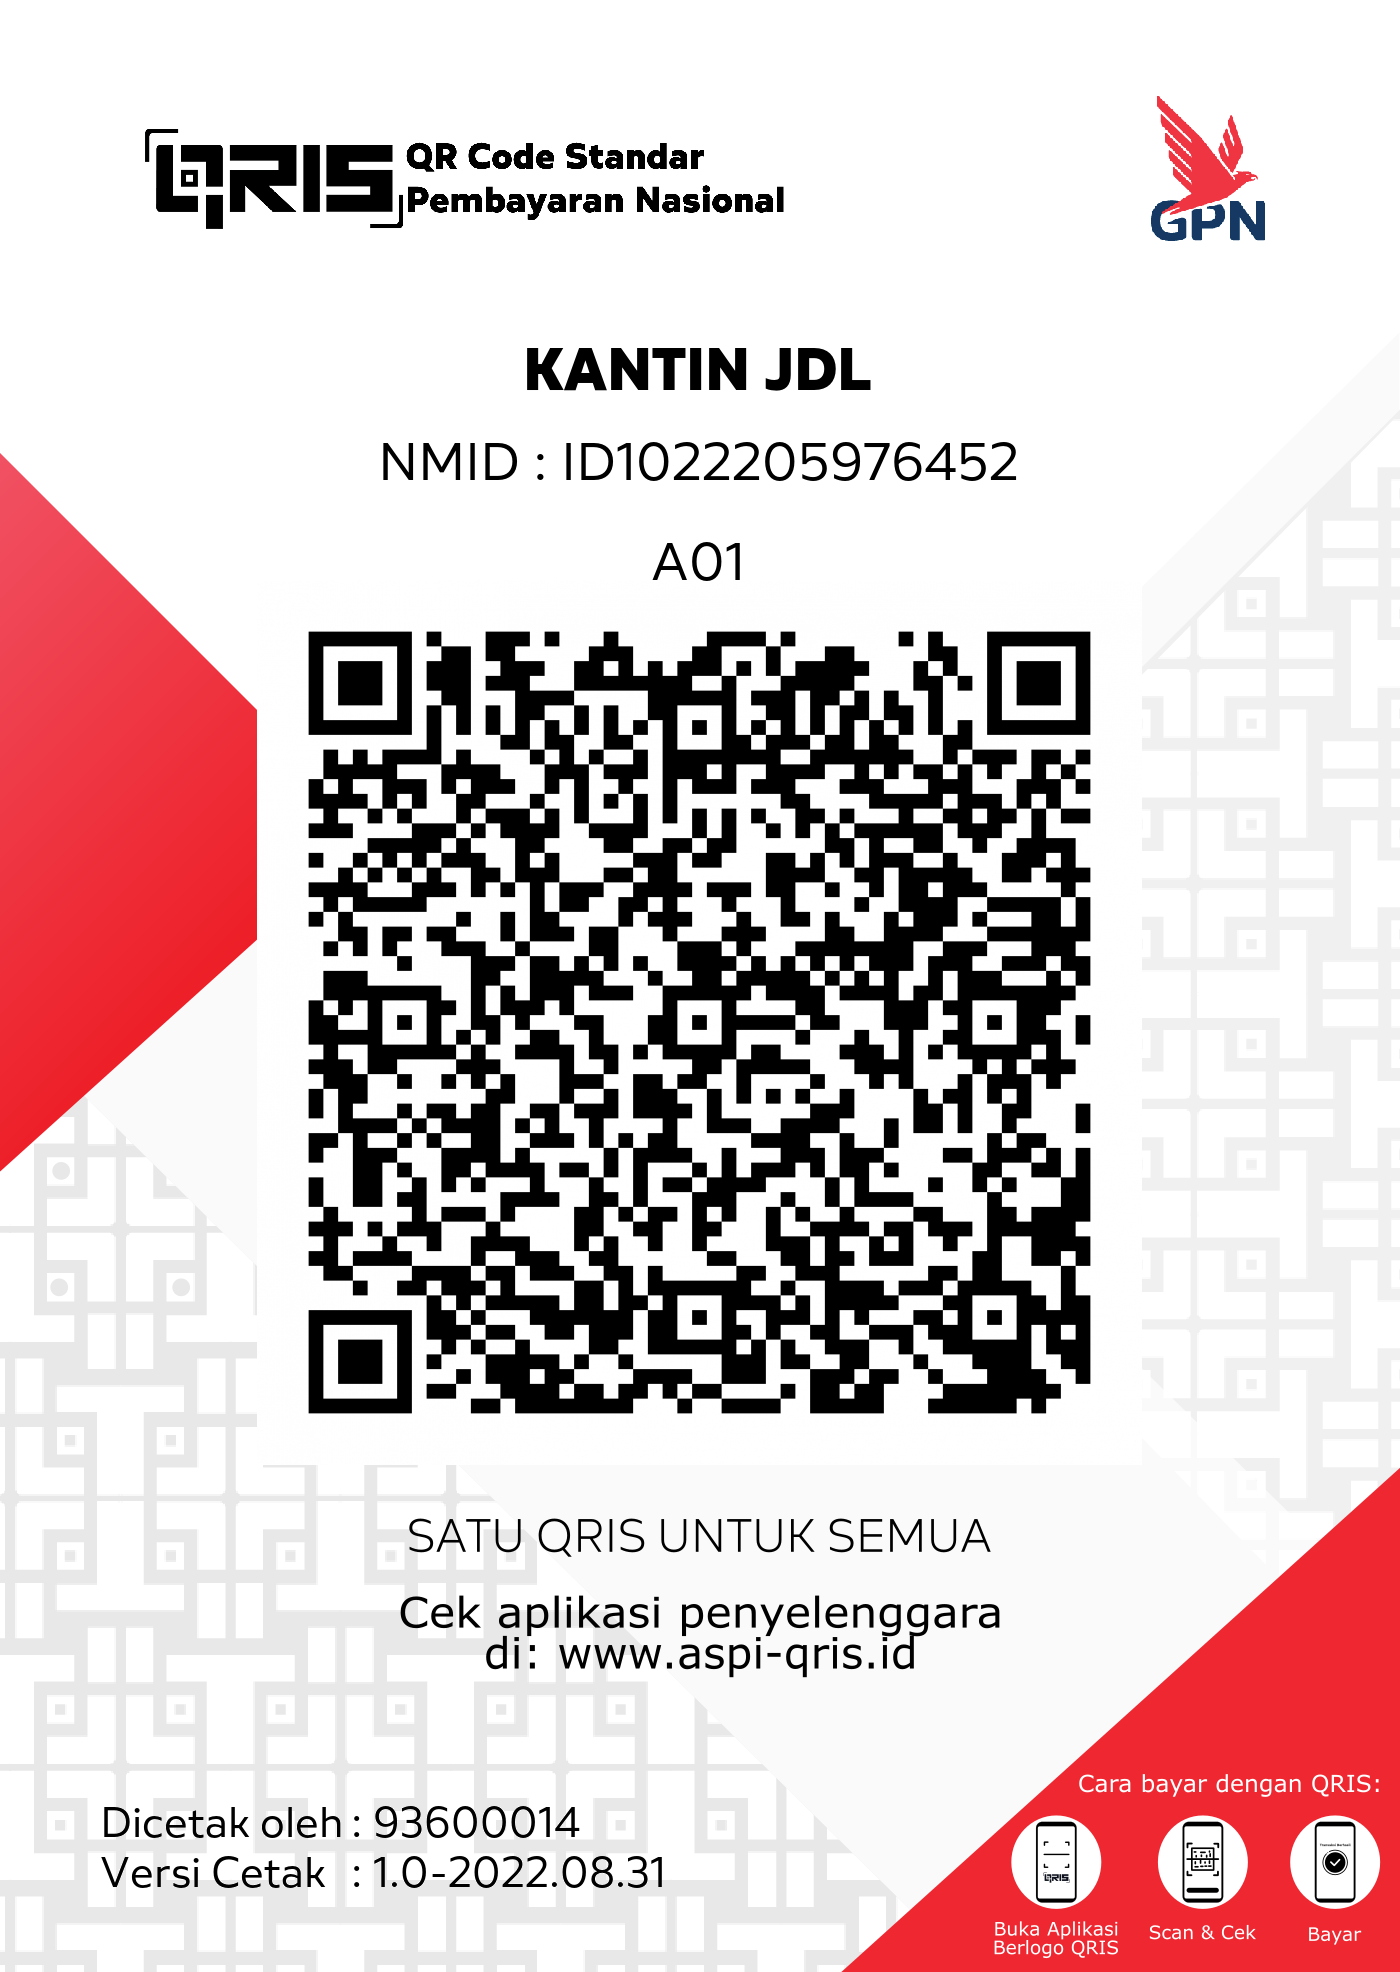 QRIS
QR Code Standar
Pembayaran Nasional
GPN
KANTIN JDL
NMID : ID1022205976452
A01
SATU QRIS UNTUK SEMUA
Cek aplikasi penyelenggara
di: www.aspi-qris.id
Dicetak oleh : 93600014
Versi Cetak : 1.0-2022.08.31
Cara bayar dengan QRIS:
QRIS
Buka Aplikasi
Berlogo QRIS
Scan & Cek
Bayar